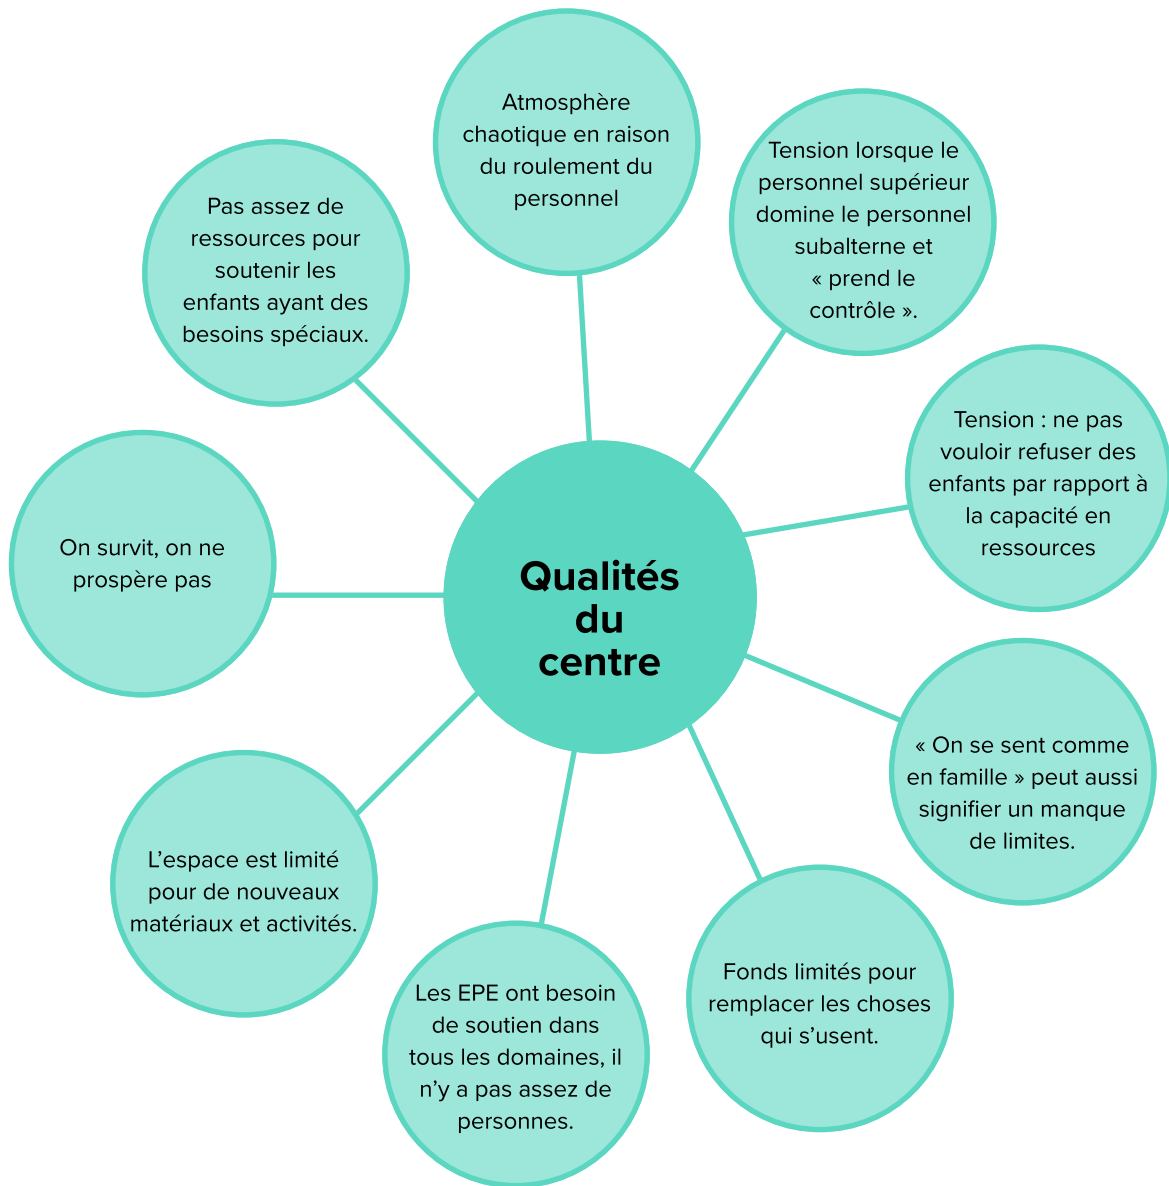 Atmosphère
chaotique en raison
du roulement du
personnel
Tension lorsque le
personnel supérieur
domine le personnel
subalterne et
« prend le
contrôle ».
Pas assez de
ressources pour
soutenir les
enfants ayant des
besoins spéciaux.
Tension : ne pas
vouloir refuser des
enfants par rapport à
la capacité en
ressources
On survit, on ne
prospère pas
Qualités
du
centre
« On se sent comme
en famille » peut aussi
signifier un manque
de limites.
L’espace est limité
pour de nouveaux
matériaux et activités.
Fonds limités pour
remplacer les choses
qui s’usent.
Les EPE ont besoin
de soutien dans
tous les domaines, il
n’y a pas assez de
personnes.